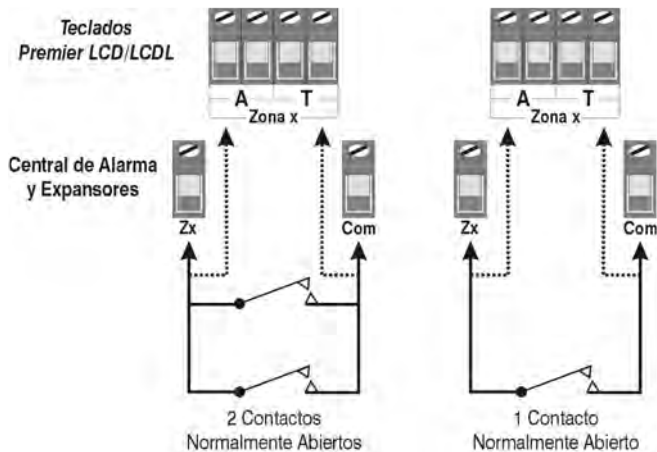 Teclados
Premier LCD/LCDL
A T
Zona x
A T
Zona x
Central de Alarma
y Expansores
Zx Com
Zx Com
2 Contactos
Normalmente Abiertos
1 Contacto
Normalmente Abierto